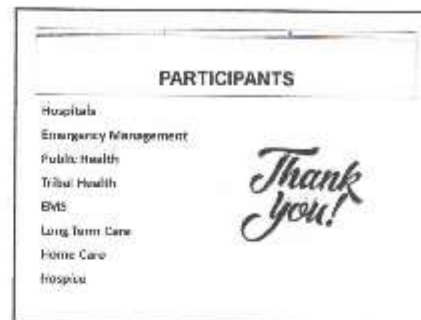 PARTICIPANTS
Hospitals
Emergency Management
Public Health
Tribal Health
EMS
Long Term Care
Home Care
Hospice
Thank
you!